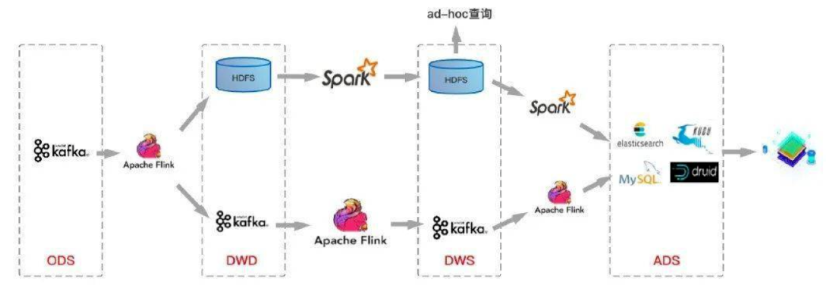 ad-hoc查询
HDFS
Spark
HDFS
Spark
kafka
Apache Flink
elasticsearch
KUDU
MySQL
druid
kafka
Apache Flink
kafka
Apache Flink
ODS
DWD
DWS
ADS